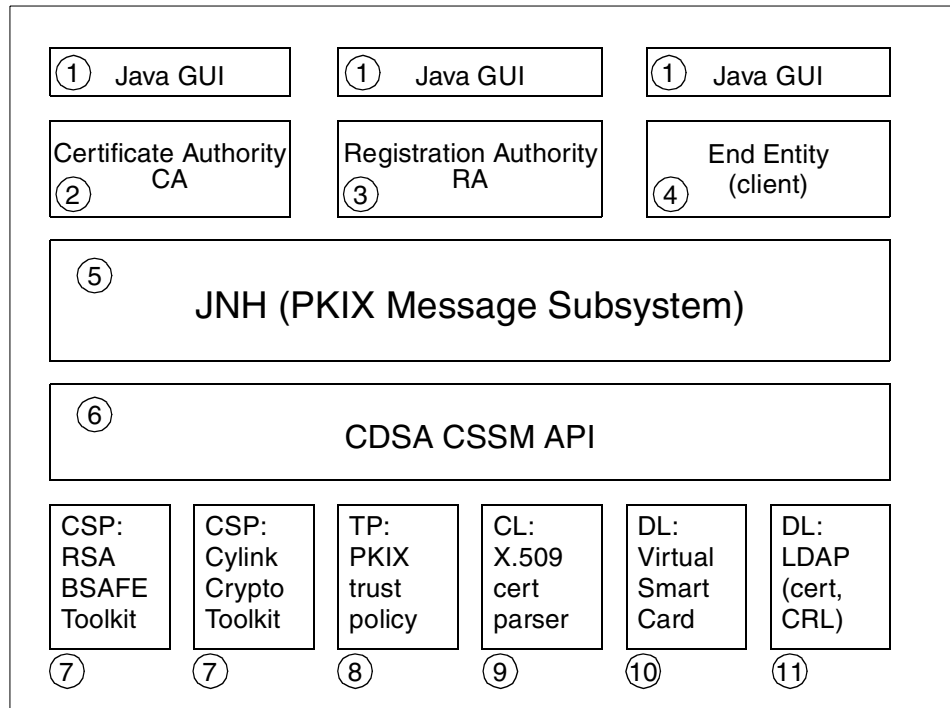 ① Java GUI
① Java GUI
① Java GUI
Certificate Authority
CA
②
Registration Authority
RA
③
End Entity
(client)
④
⑤
JNH (PKIX Message Subsystem)
⑥
CDSA CSSM API
CSP:
RSA
BSAFE
Toolkit
⑦
CSP:
Cylink
Crypto
Toolkit
⑦
TP:
PKIX
trust
policy
⑧
CL:
X.509
cert
parser
⑨
DL:
Virtual
Smart
Card
⑩
DL:
LDAP
(cert,
CRL)
⑪